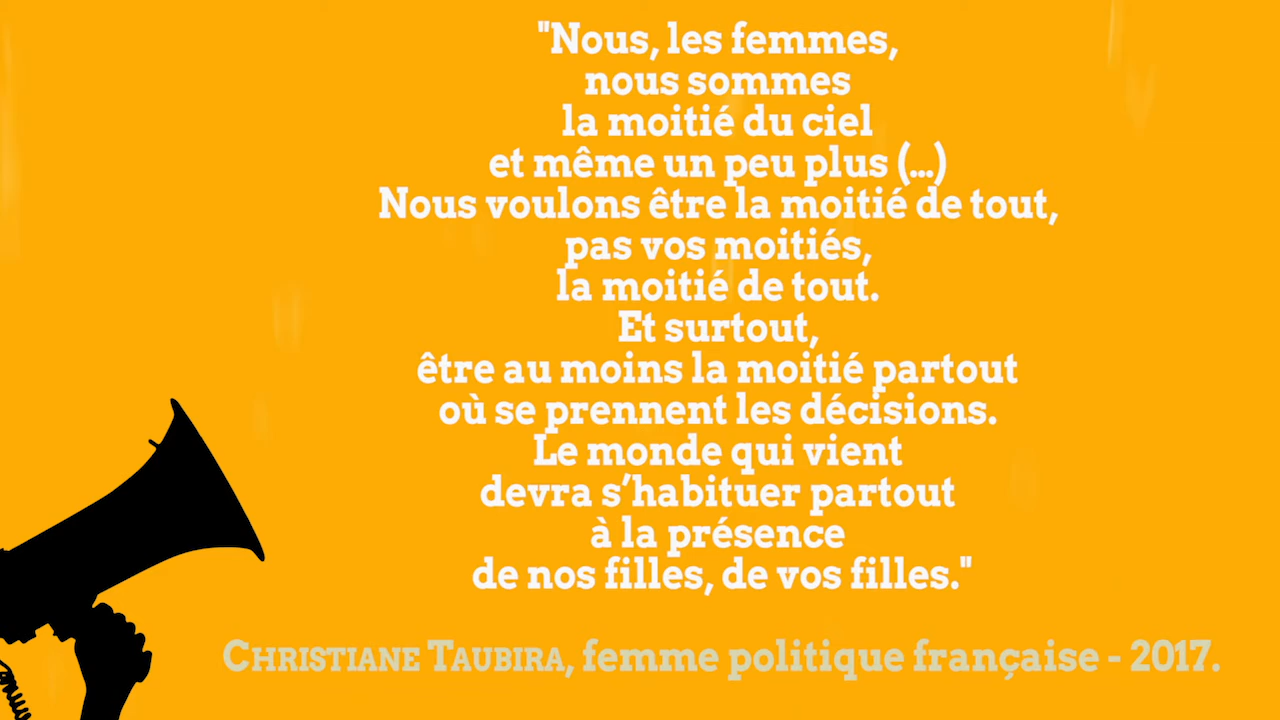 "Nous, les femmes,
nous sommes
la moitié du ciel
et même un peu plus (...)
Nous voulons être la moitié de tout,
pas vos moitiés,
la moitié de tout.
Et surtout,
être au moins la moitié partout
où se prennent les décisions.
Le monde qui vient
devra s’habituer partout
à la présence
de nos filles, de vos filles."
CHRISTIANE TAUBIRA, femme politique française - 2017.